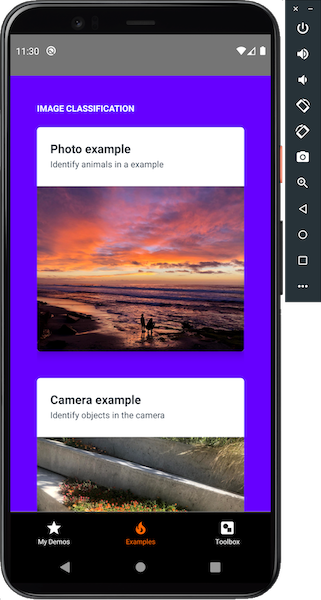 11:30
IMAGE CLASSIFICATION
Photo example
Identify animals in a example
Camera example
Identify objects in the camera
My Demos
Examples
Toolbox